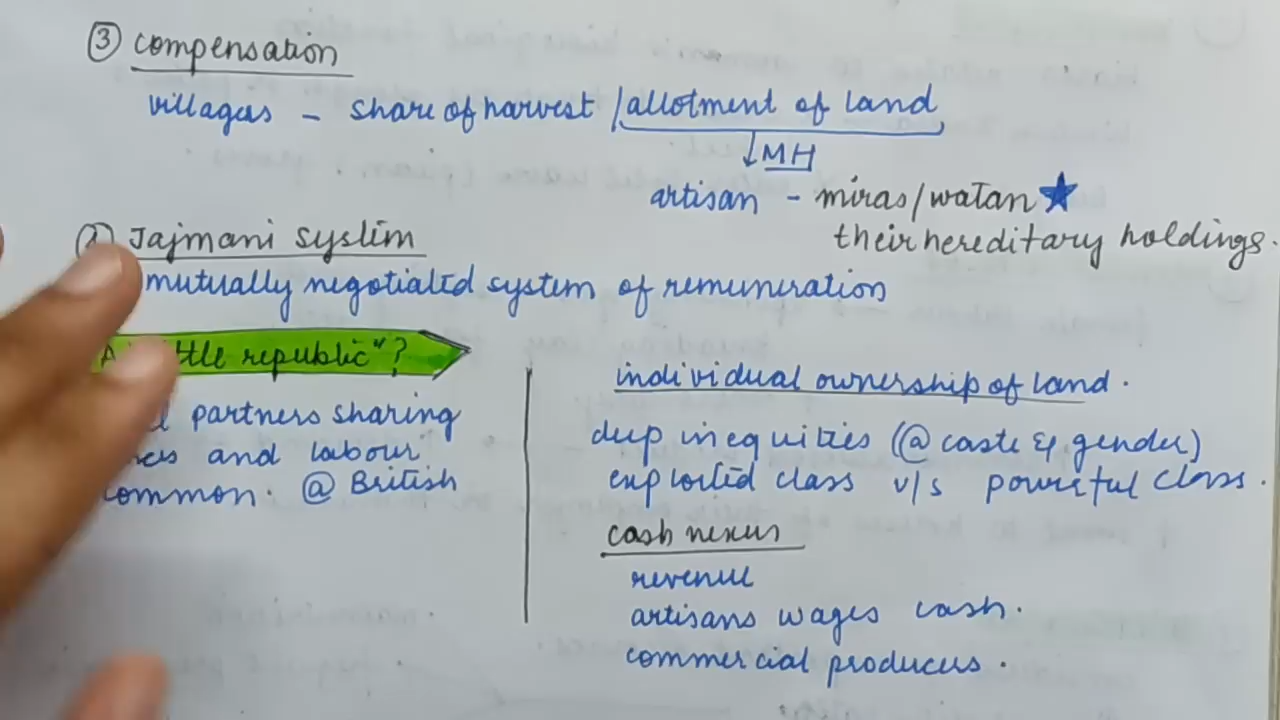 ③ compensation
villagers - share of harvest / allotment of land
↓ MH
artisan - miras/watan ★
their hereditary holdings.
Jajmani System
mutually negotiated system of remuneration
republic" ?
partners sharing
and labour
common. @ British
individual ownership of land.
deep inequities (@ caste & gender)
exploited class v/s powerful class.
cash nexus
revenue
artisans wages cash.
commercial producers.